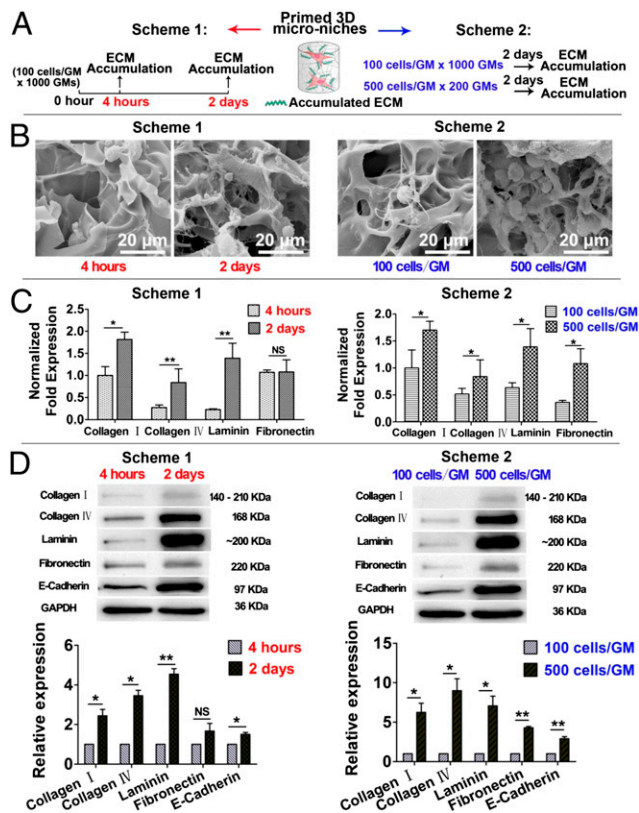 A
Scheme 1:
Primed 3D
micro-niches
Scheme 2:
(100 cells/GM
x 1000 GMs)
ECM
Accumulation
ECM
Accumulation
0 hour
4 hours
2 days
Accumulated ECM
100 cells/GM x 1000 GMs
2 days
ECM
Accumulation
500 cells/GM x 200 GMs
2 days
ECM
Accumulation
B
Scheme 1
Scheme 2
20 µm
20 µm
20 µm
20 µm
4 hours
2 days
100 cells/GM
500 cells/GM
C
Scheme 1
Normalized
Fold Expression
2.5
2.0
1.5
1.0
0.5
0.0
4 hours
2 days
*
**
**
NS
Collagen I
Collagen IV
Laminin
Fibronectin
Scheme 2
Normalized
Fold Expression
2.0
1.5
1.0
0.5
0.0
100 cells/GM
500 cells/GM
*
*
*
*
Collagen I
Collagen IV
Laminin
Fibronectin
D
Scheme 1
4 hours
2 days
Collagen I
140 - 210 KDa
Collagen IV
168 KDa
Laminin
~200 KDa
Fibronectin
220 KDa
E-Cadherin
97 KDa
GAPDH
36 KDa
Scheme 2
100 cells/GM
500 cells/GM
Collagen I
140 - 210 KDa
Collagen IV
168 KDa
Laminin
~200 KDa
Fibronectin
220 KDa
E-Cadherin
97 KDa
GAPDH
36 KDa
Relative expression
6
4
2
0
4 hours
2 days
*
*
**
NS
*
Collagen I
Collagen IV
Laminin
Fibronectin
E-Cadherin
Relative expression
15
10
5
0
100 cells/GM
500 cells/GM
*
*
*
**
**
Collagen I
Collagen IV
Laminin
Fibronectin
E-Cadherin